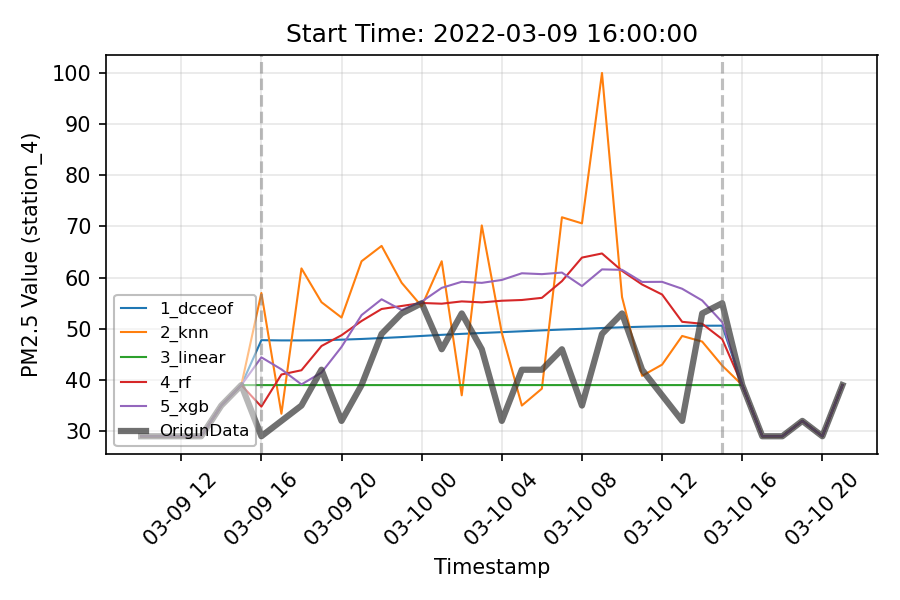 Start Time: 2022-03-09 16:00:00
PM2.5 Value (station_4)
100
90
80
70
60
50
40
30
1_dcceof
2_knn
3_linear
4_rf
5_xgb
OriginData
03-09 12
03-09 16
03-09 20
03-10 00
03-10 04
03-10 08
03-10 12
03-10 16
03-10 20
Timestamp